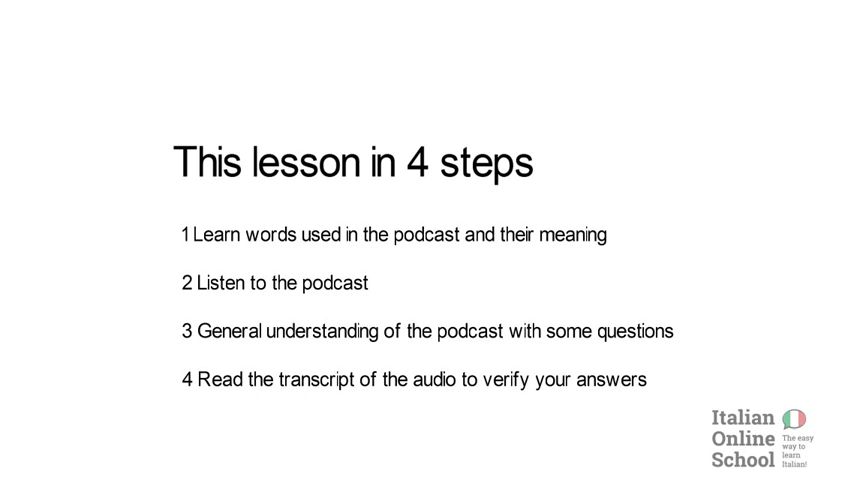 This lesson in 4 steps
1 Learn words used in the podcast and their meaning
2 Listen to the podcast
3 General understanding of the podcast with some questions
4 Read the transcript of the audio to verify your answers
Italian
Online
School
The easy
way to
learn
Italian!